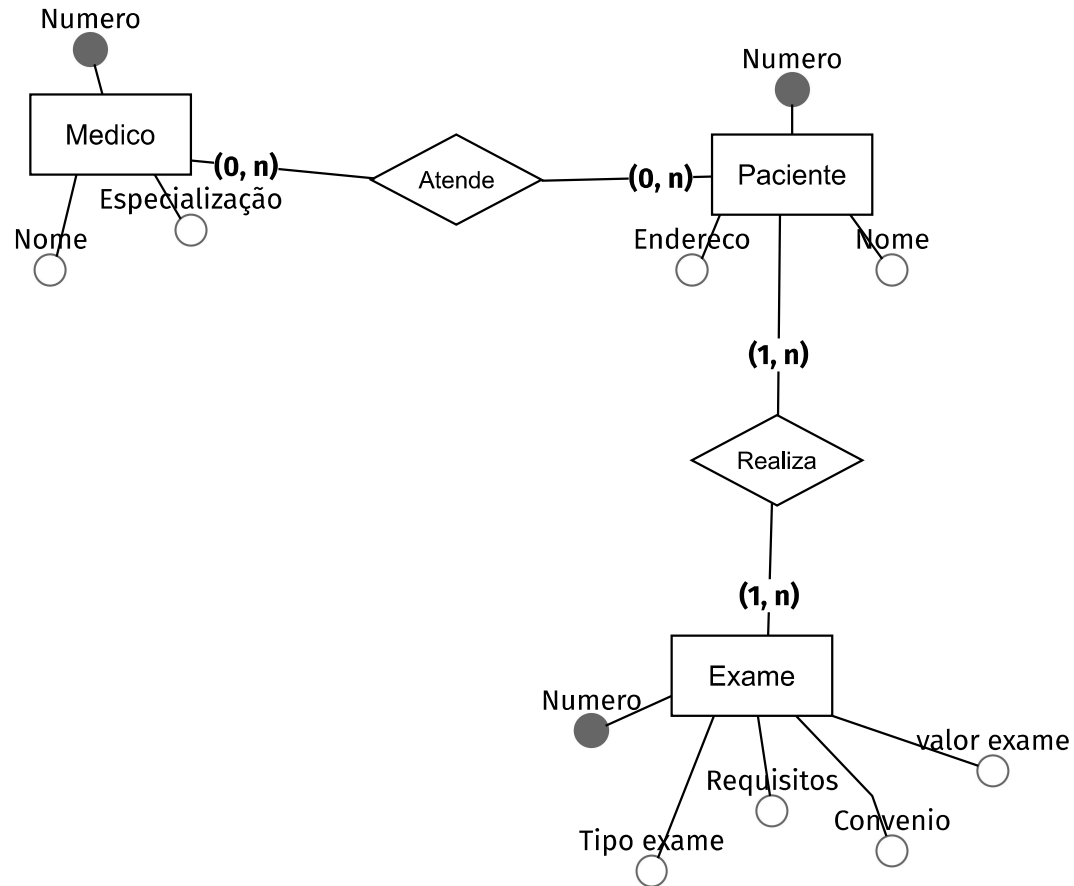 Numero
Medico
(0, n)
Especialização
Nome
Atende
(0, n)
Numero
Paciente
Endereco
Nome
(1, n)
Realiza
(1, n)
Exame
Numero
valor exame
Requisitos
Convenio
Tipo exame